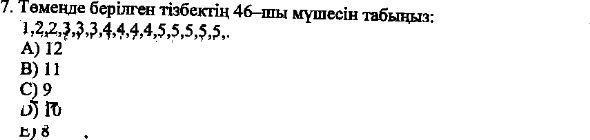 7. Төменде берілген тізбектің 46–шы мүшесін табыңыз:
1,2,2,3,3,3,4,4,4,4,5,5,5,5,5,.
A) 12
B) 11
C) 9
D) 10
E) 8